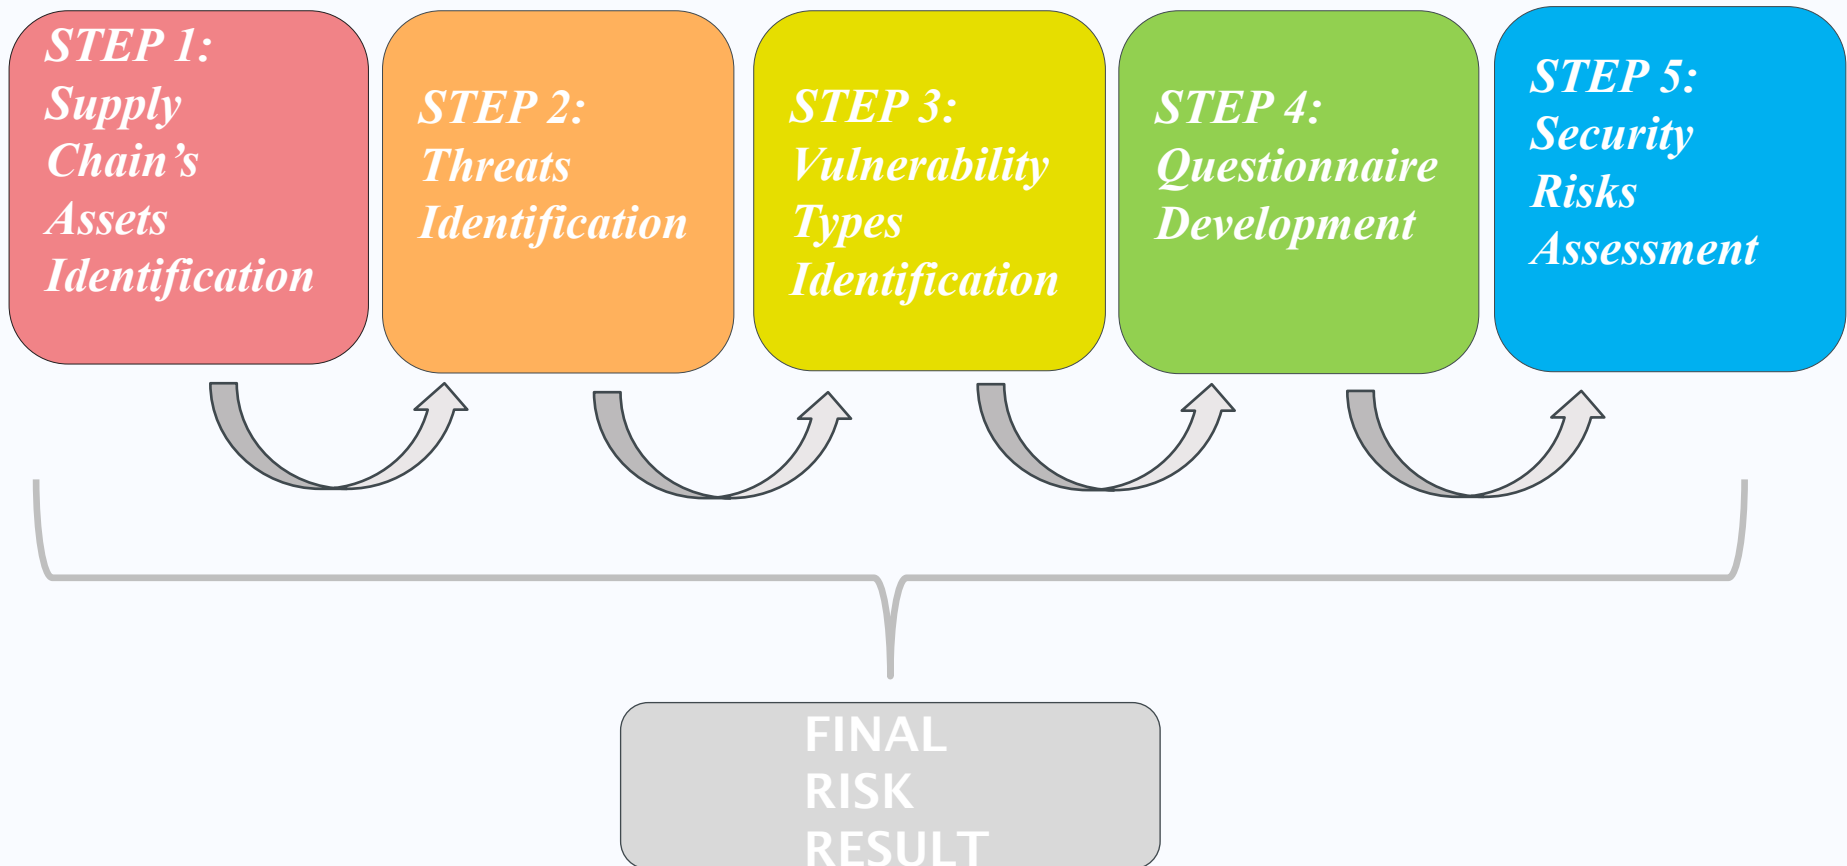 STEP 1:
Supply
Chain’s
Assets
Identification
STEP 2:
Threats
Identification
STEP 3:
Vulnerability
Types
Identification
STEP 4:
Questionnaire
Development
STEP 5:
Security
Risks
Assessment
FINAL
RISK
RESULT